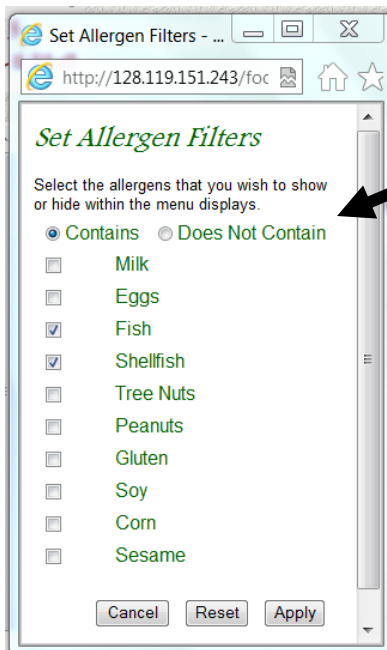 Set Allergen Filters - ...
http://128.119.151.243/foc
Set Allergen Filters
Select the allergens that you wish to show
or hide within the menu displays.
Contains Does Not Contain
Milk
Eggs
Fish
Shellfish
Tree Nuts
Peanuts
Gluten
Soy
Corn
Sesame
Cancel Reset Apply